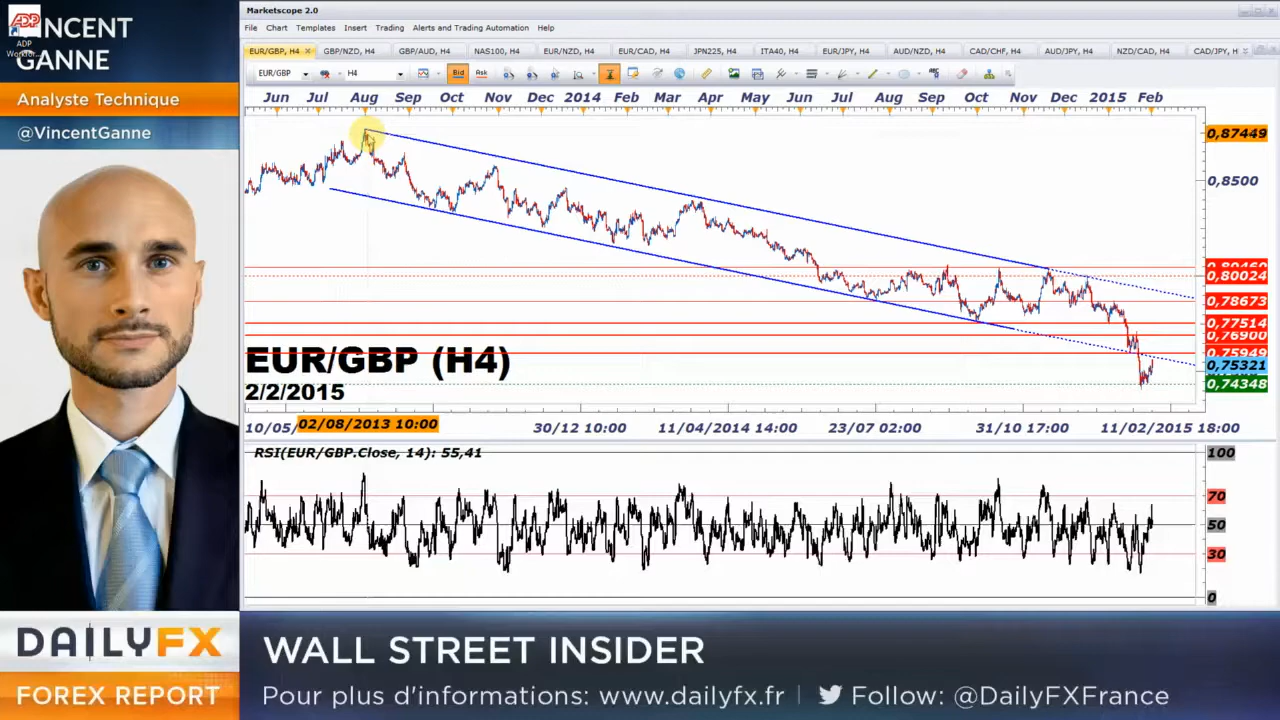 ADP
VINCENT
GANNE
Analyste Technique
@VincentGanne
Marketscope 2.0
File Chart Templates Insert Trading Alerts and Trading Automation Help
EUR/GBP, H4 GBP/NZD, H4 GBP/AUD, H4 NAS100, H4 EUR/NZD, H4 EUR/CAD, H4 JPN225, H4 ITA40, H4 EUR/JPY, H4 AUD/NZD, H4 CAD/CHF, H4 AUD/JPY, H4 NZD/CAD, H4 CAD/JPY, H
EUR/GBP H4 Bid Ask
Jun Jul Aug Sep Oct Nov Dec 2014 Feb Mar Apr May Jun Jul Aug Sep Oct Nov Dec 2015 Feb
0,87449
0,8500
0,80460
0,80024
0,78673
0,77514
0,76900
0,75949
0,75321
0,74348
EUR/GBP (H4)
2/2/2015
10/05/ 02/08/2013 10:00 30/12 10:00 11/04/2014 14:00 23/07 02:00 31/10 17:00 11/02/2015 18:00
RSI(EUR/GBP.Close, 14): 55,41
100
70
50
30
0
DAILYFX
FOREX REPORT
WALL STREET INSIDER
Pour plus d'informations: www.dailyfx.fr | Follow: @DailyFXFrance